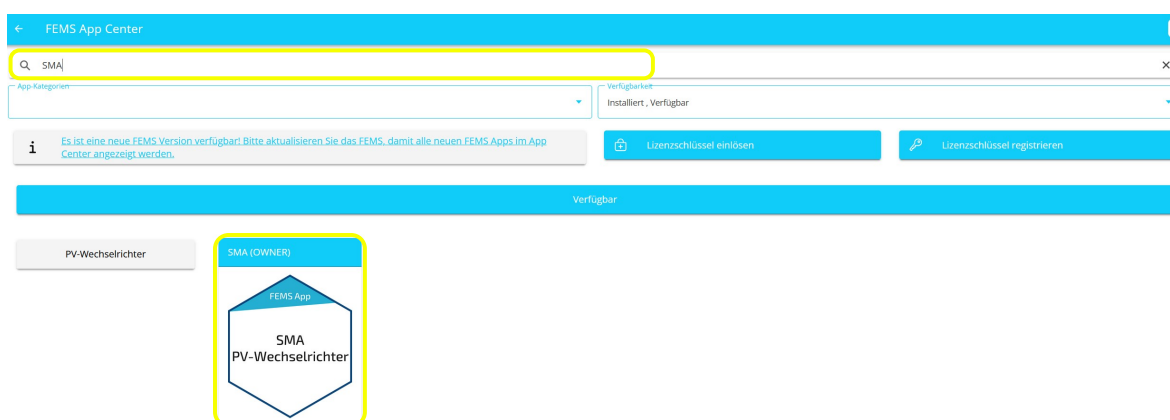 FEMS App Center
SMA
App-Kategorien
Verfügbarkeit
Installiert , Verfügbar
i
Es ist eine neue FEMS Version verfügbar! Bitte aktualisieren Sie das FEMS, damit alle neuen FEMS Apps im App
Center angezeigt werden.
Lizenzschlüssel einlösen
Lizenzschlüssel registrieren
Verfügbar
PV-Wechselrichter
SMA (OWNER)
FEMS App
SMA
PV-Wechselrichter